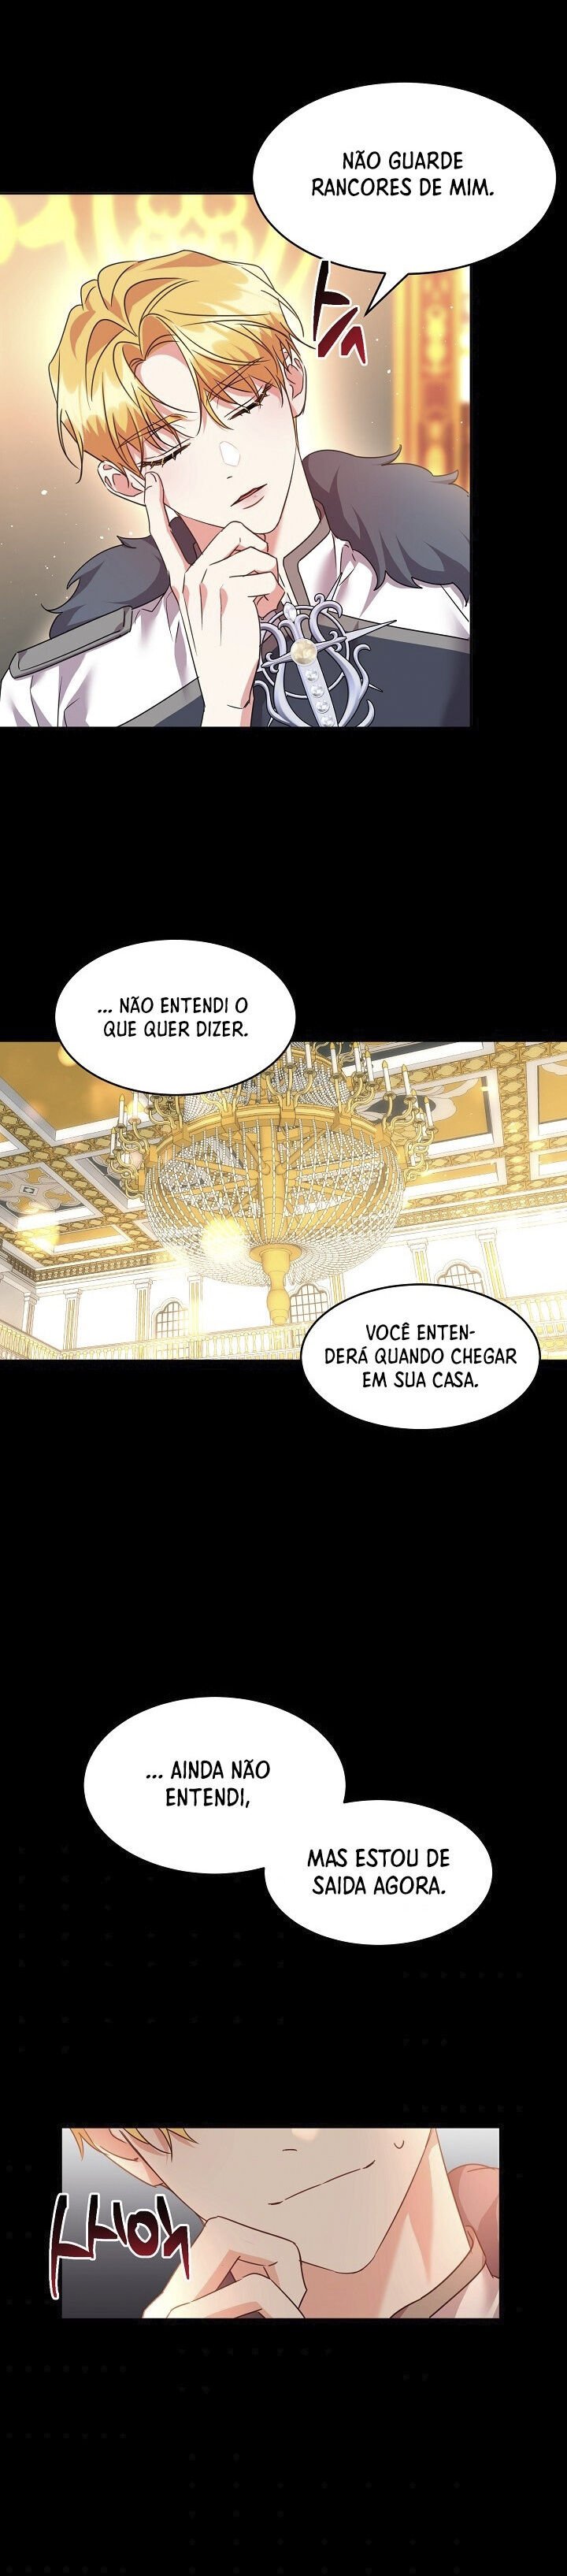 NÃO GUARDE
RANCORES DE MIM.
... NÃO ENTENDI O
QUE QUER DIZER.
VOCÊ ENTEN-
DERÁ QUANDO CHEGAR
EM SUA CASA.
... AINDA NÃO
ENTENDI,
MAS ESTOU DE
SAIDA AGORA.